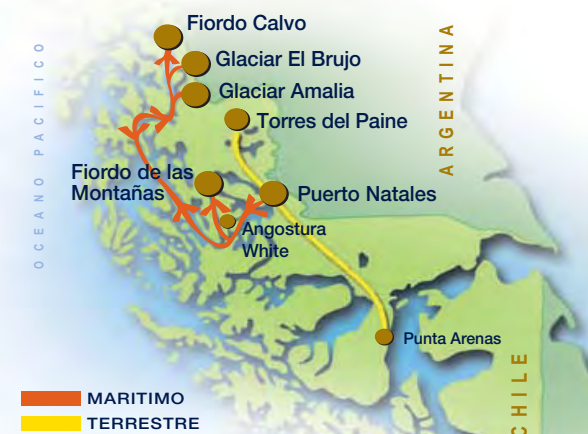 Fiordo Calvo
Glaciar El Brujo
Glaciar Amalia
Torres del Paine
Fiordo de las
Montañas
Puerto Natales
Angostura
White
Punta Arenas
OCEANO PACIFICO
ARGENTINA
CHILE
MARITIMO
TERRESTRE